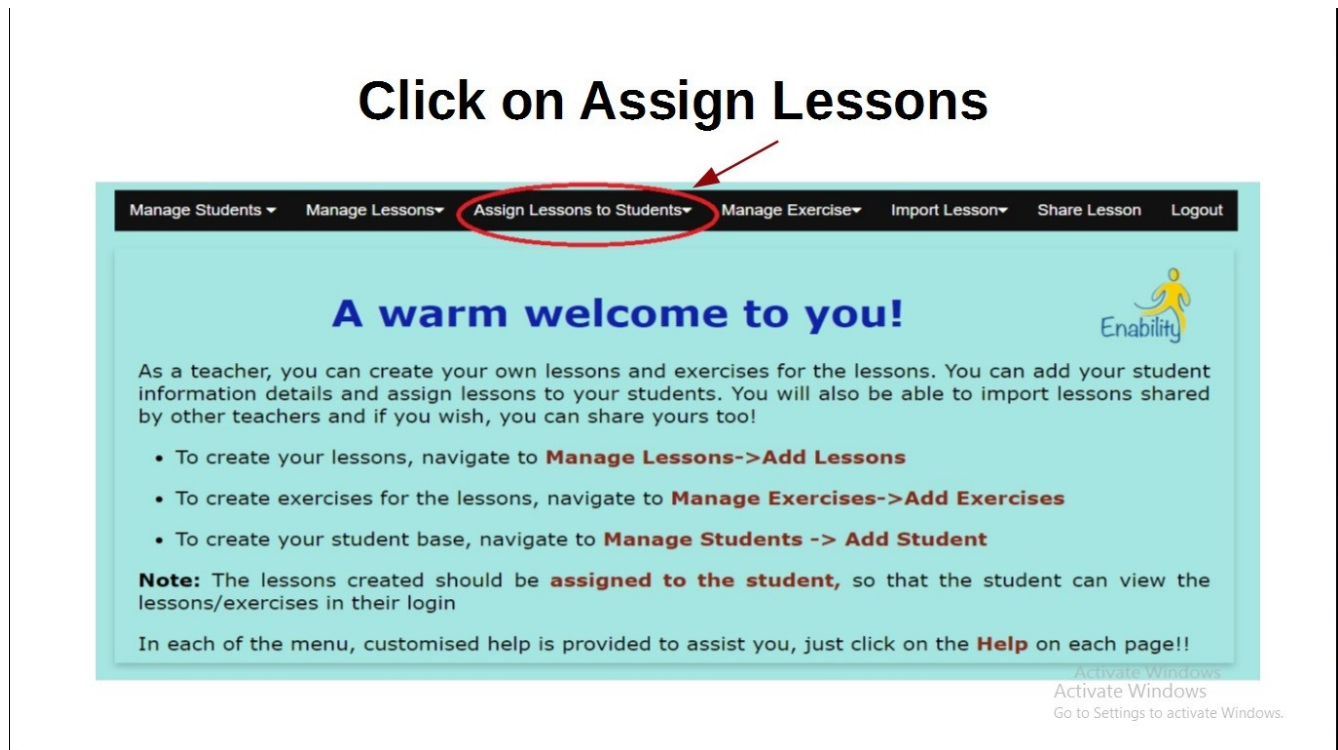 Click on Assign Lessons
Manage Students Manage Lessons Assign Lessons to Students Manage Exercise Import Lesson Share Lesson Logout
A warm welcome to you!
Enability
As a teacher, you can create your own lessons and exercises for the lessons. You can add your student
information details and assign lessons to your students. You will also be able to import lessons shared
by other teachers and if you wish, you can share yours too!
• To create your lessons, navigate to Manage Lessons->Add Lessons
• To create exercises for the lessons, navigate to Manage Exercises->Add Exercises
• To create your student base, navigate to Manage Students -> Add Student
Note: The lessons created should be assigned to the student, so that the student can view the
lessons/exercises in their login
In each of the menu, customised help is provided to assist you, just click on the Help on each page!!
Activate Windows
Activate Windows
Go to Settings to activate Windows.